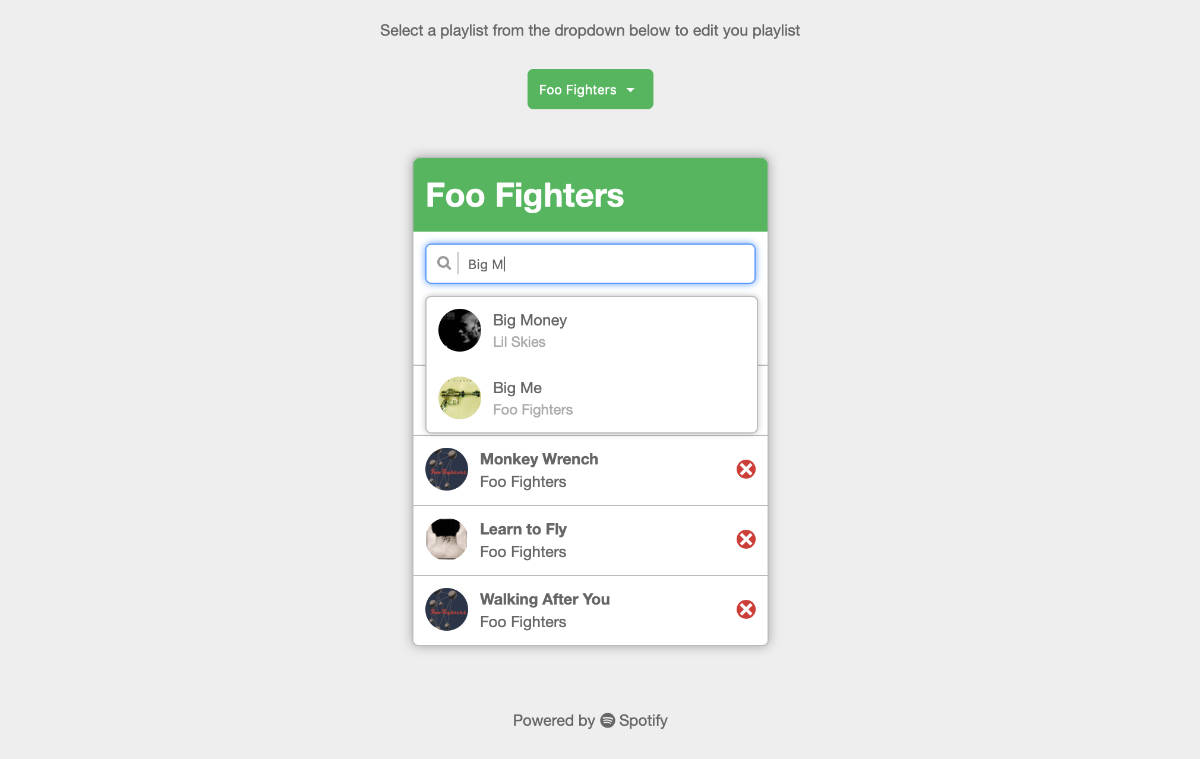 Select a playlist from the dropdown below to edit you playlist
Foo Fighters
Foo Fighters
Big M
Big Money
Lil Skies
Big Me
Foo Fighters
Monkey Wrench
Foo Fighters
Learn to Fly
Foo Fighters
Walking After You
Foo Fighters
Powered by Spotify